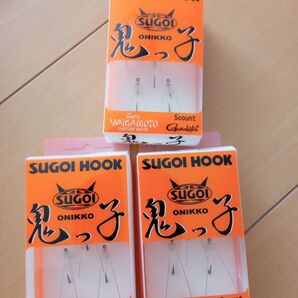 SUGOI
ONIKKO
鬼っ子
Gary
YAMAMOTO
CUSTOM BAITS
5count
Gamakatsu
SUGOI HOOK
SUGOI
ONIKKO
鬼っ子
SUGOI HOOK
SUGOI
ONIKKO
鬼っ子